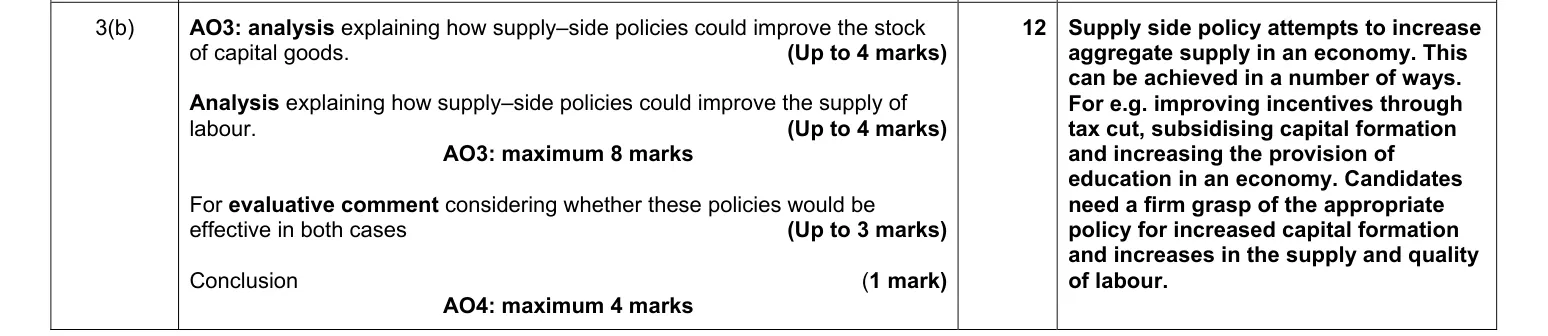 3(b)
AO3: analysis explaining how supply–side policies could improve the stock
of capital goods. (Up to 4 marks)
Analysis explaining how supply–side policies could improve the supply of
labour. (Up to 4 marks)
AO3: maximum 8 marks
For evaluative comment considering whether these policies would be
effective in both cases (Up to 3 marks)
Conclusion (1 mark)
AO4: maximum 4 marks
12
Supply side policy attempts to increase
aggregate supply in an economy. This
can be achieved in a number of ways.
For e.g. improving incentives through
tax cut, subsidising capital formation
and increasing the provision of
education in an economy. Candidates
need a firm grasp of the appropriate
policy for increased capital formation
and increases in the supply and quality
of labour.